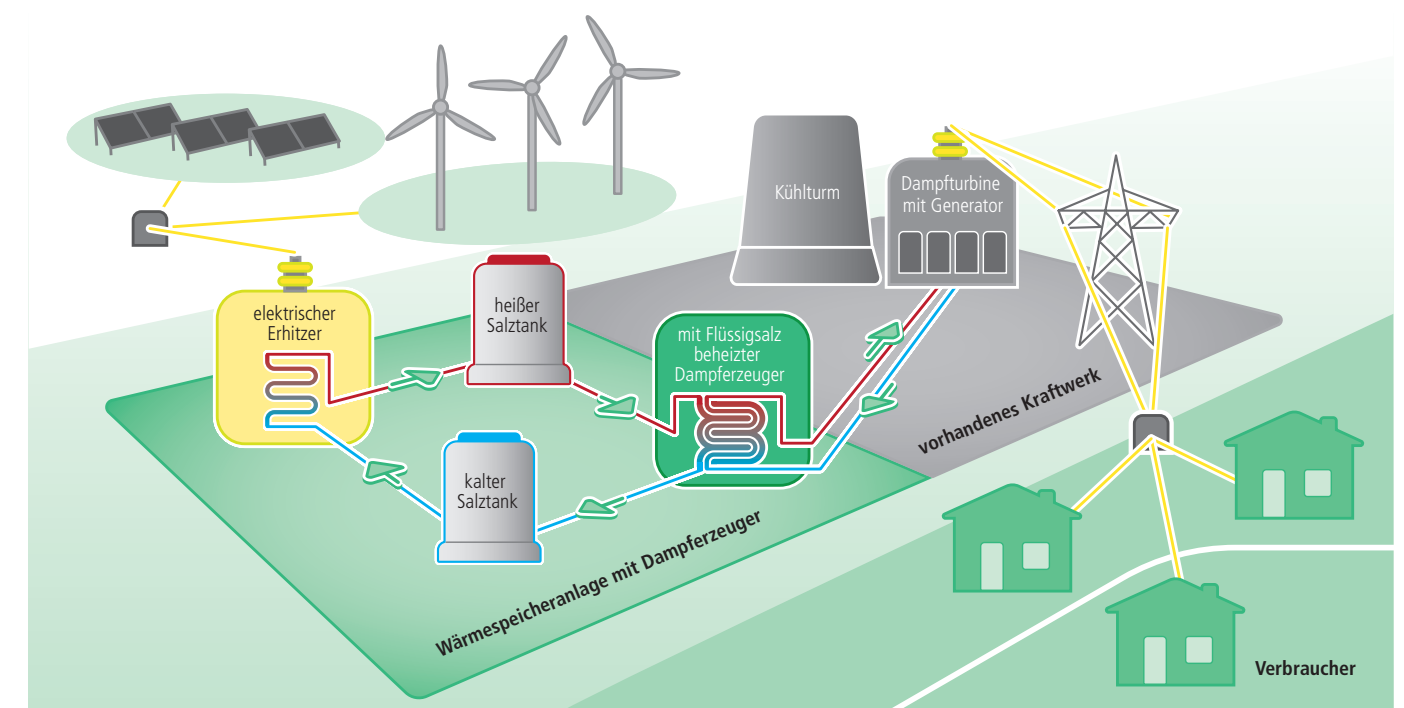 Kühlturm
Dampfturbine
mit Generator
elektrischer
Erhitzer
heißer
Salztank
mit Flüssigsalz
beheizter
Dampferzeuger
kalter
Salztank
vorhandenes Kraftwerk
Wärmespeicheranlage mit Dampferzeuger
Verbraucher